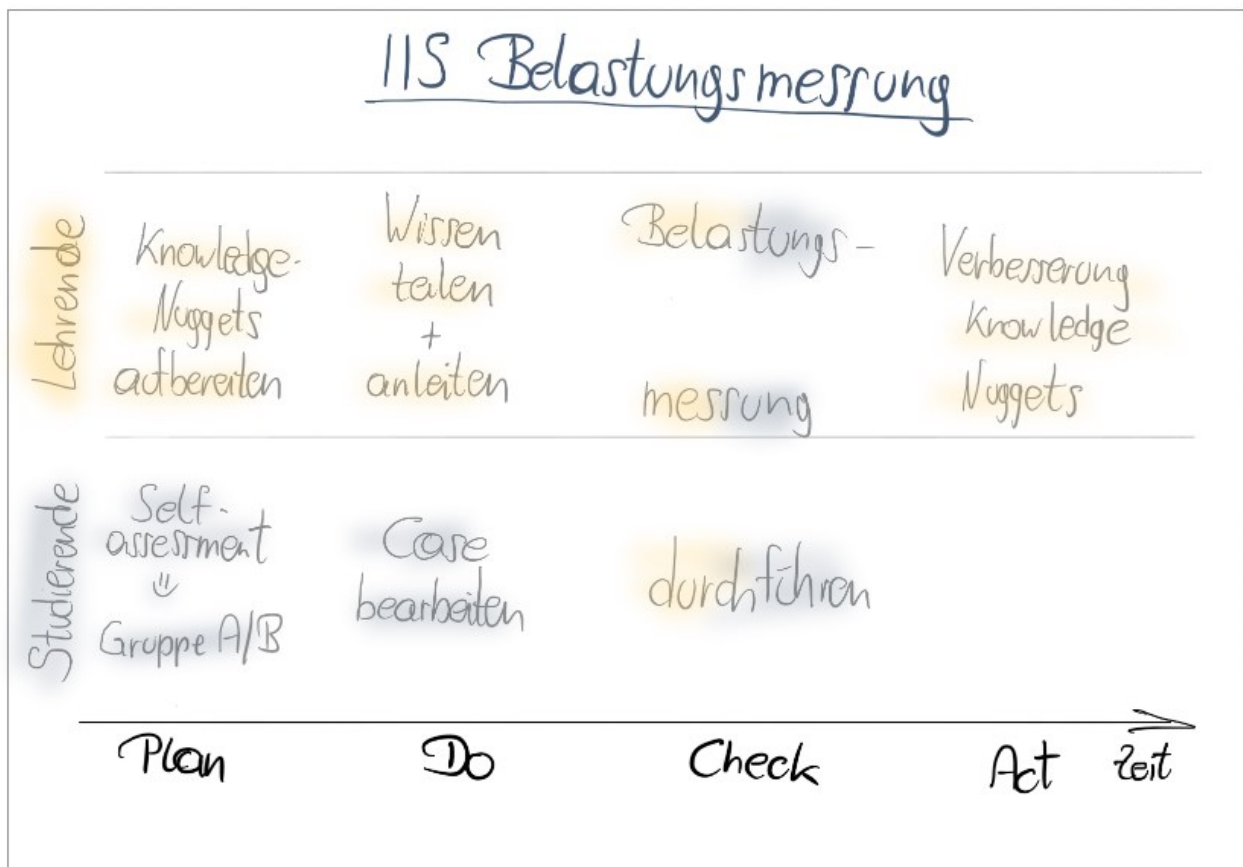 IIS Belastungsmessung
Lehrende
Knowledge-
Nuggets
aufbereiten
Wissen
teilen
+
anleiten
Belastungs-
messung
Verbesserung
Knowledge
Nuggets
Studierende
Self-
assessment
Gruppe A/B
Case
bearbeiten
durchführen
Plan
Do
Check
Act
Zeit